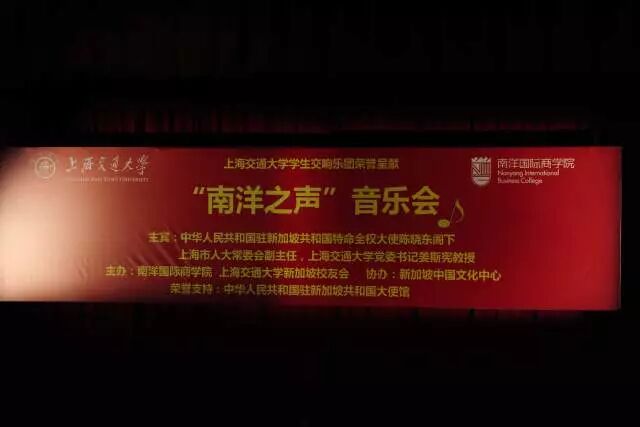 上海交通大学
SHANGHAI JIAO TONG UNIVERSITY
上海交通大学学生交响乐团荣誉呈献
南洋国际商学院
Nanyang International
Business College
“南洋之声”音乐会
主宾：中华人民共和国驻新加坡共和国特命全权大使陈晓东阁下
上海市人大常委会副主任，上海交通大学党委书记姜斯宪教授
主办：南洋国际商学院 上海交通大学新加坡校友会 协办：新加坡中国文化中心
荣誉支持：中华人民共和国驻新加坡共和国大使馆